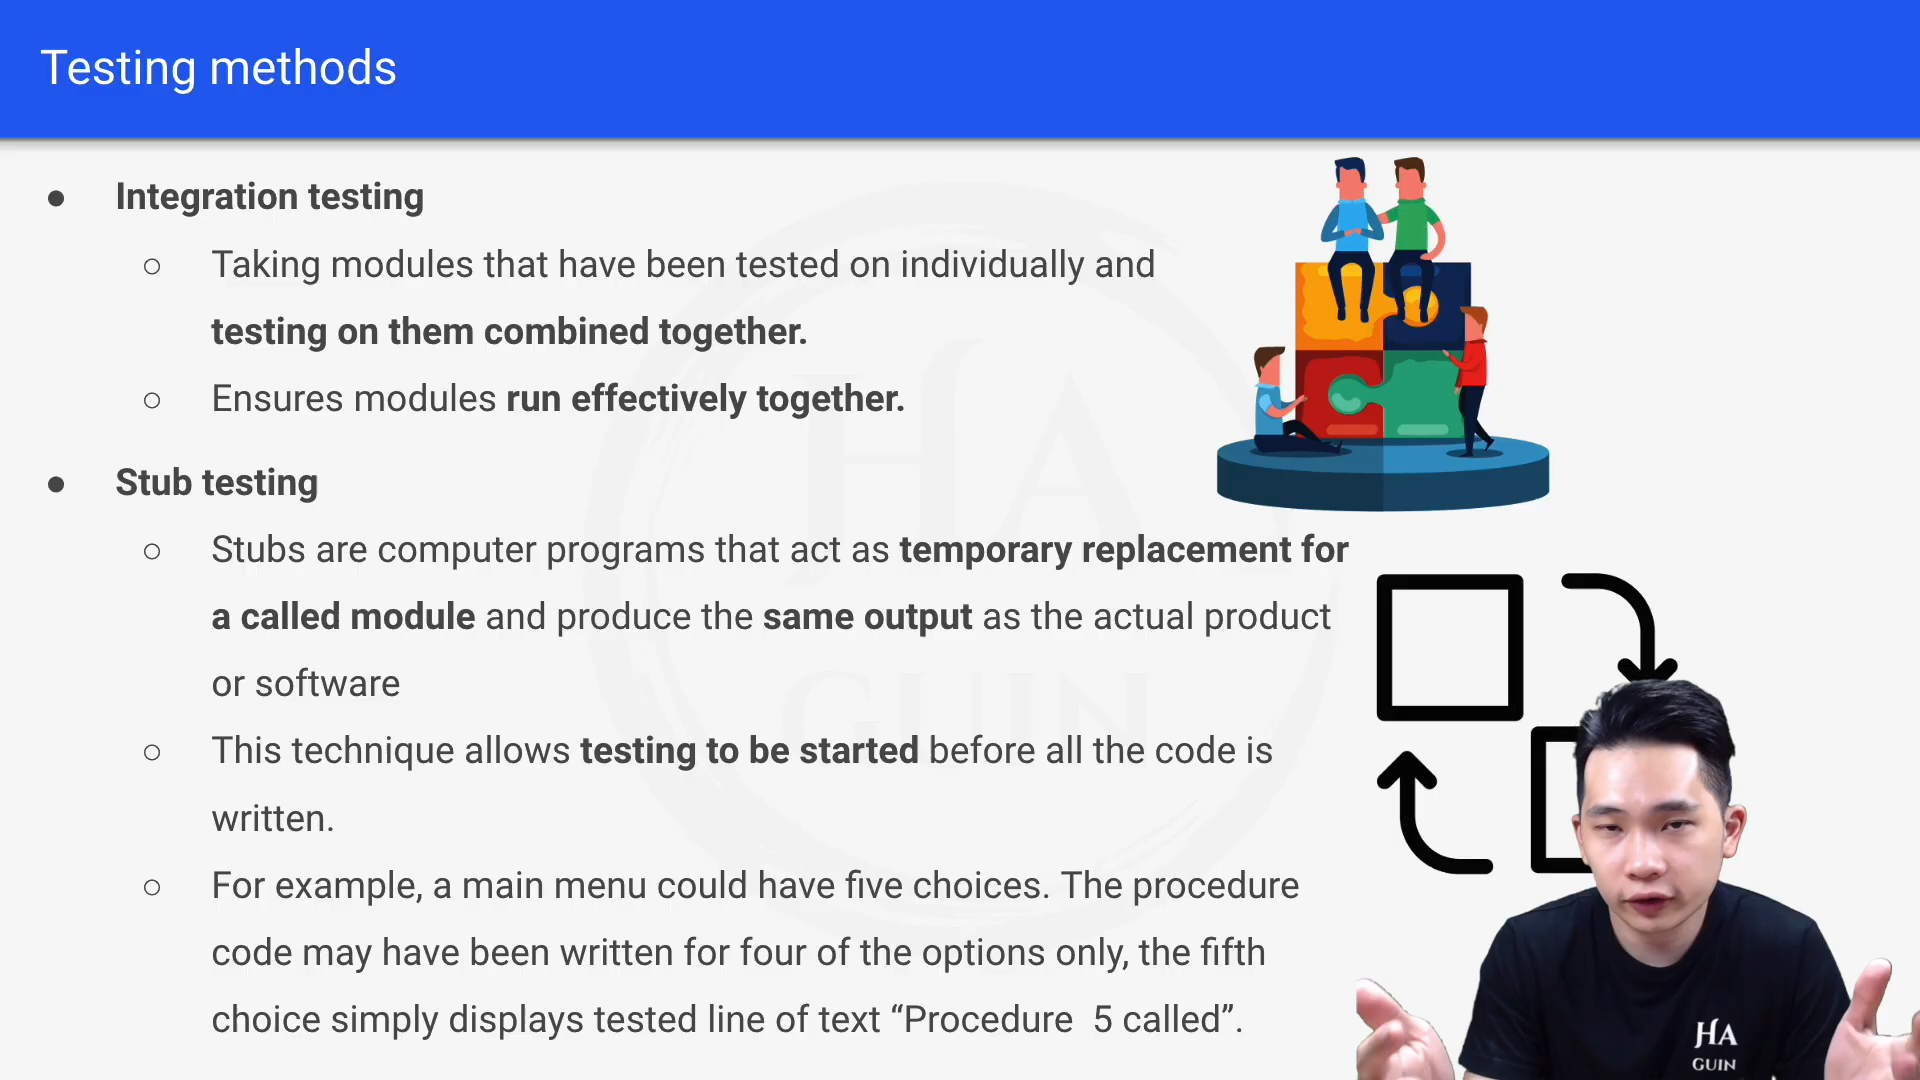 Testing methods
● Integration testing
○ Taking modules that have been tested on individually and
testing on them combined together.
○ Ensures modules run effectively together.
● Stub testing
○ Stubs are computer programs that act as temporary replacement for
a called module and produce the same output as the actual product
or software
○ This technique allows testing to be started before all the code is
written.
○ For example, a main menu could have five choices. The procedure
code may have been written for four of the options only, the fifth
choice simply displays tested line of text “Procedure  5 called”.
HA
GUIN
HA
GUIN